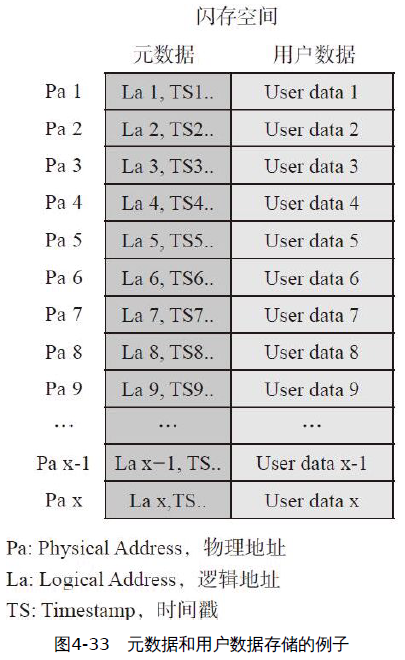 闪存空间
元数据 用户数据
Pa 1 La 1, TS1.. User data 1
Pa 2 La 2, TS2.. User data 2
Pa 3 La 3, TS3.. User data 3
Pa 4 La 4, TS4.. User data 4
Pa 5 La 5, TS5.. User data 5
Pa 6 La 6, TS6.. User data 6
Pa 7 La 7, TS7.. User data 7
Pa 8 La 8, TS8.. User data 8
Pa 9 La 9, TS9.. User data 9
… … …
Pa x-1 La x−1, TS.. User data x-1
Pa x La x,TS.. User data x
Pa: Physical Address，物理地址
La: Logical Address，逻辑地址
TS: Timestamp，时间戳
图4-33 元数据和用户数据存储的例子